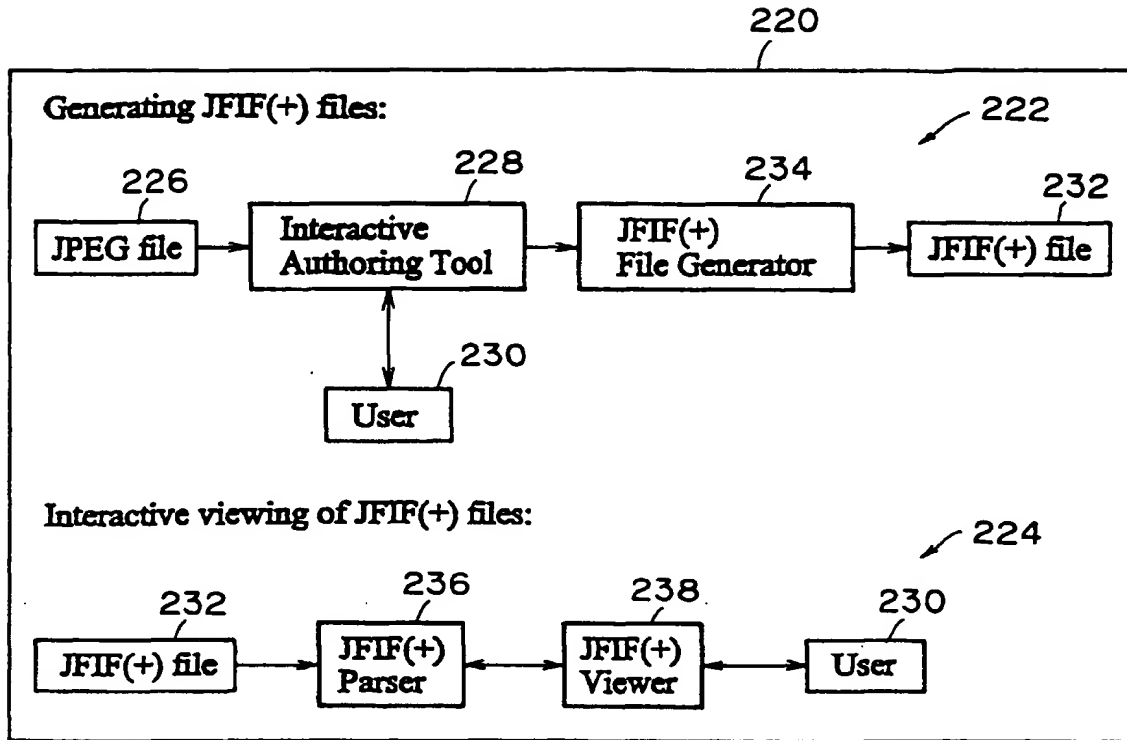 220
Generating JFIF(+) files:
222
226
228
234
232
JPEG file
Interactive
Authoring Tool
JFIF(+)
File Generator
JFIF(+) file
230
User
Interactive viewing of JFIF(+) files:
224
232
236
238
230
JFIF(+) file
JFIF(+)
Parser
JFIF(+)
Viewer
User